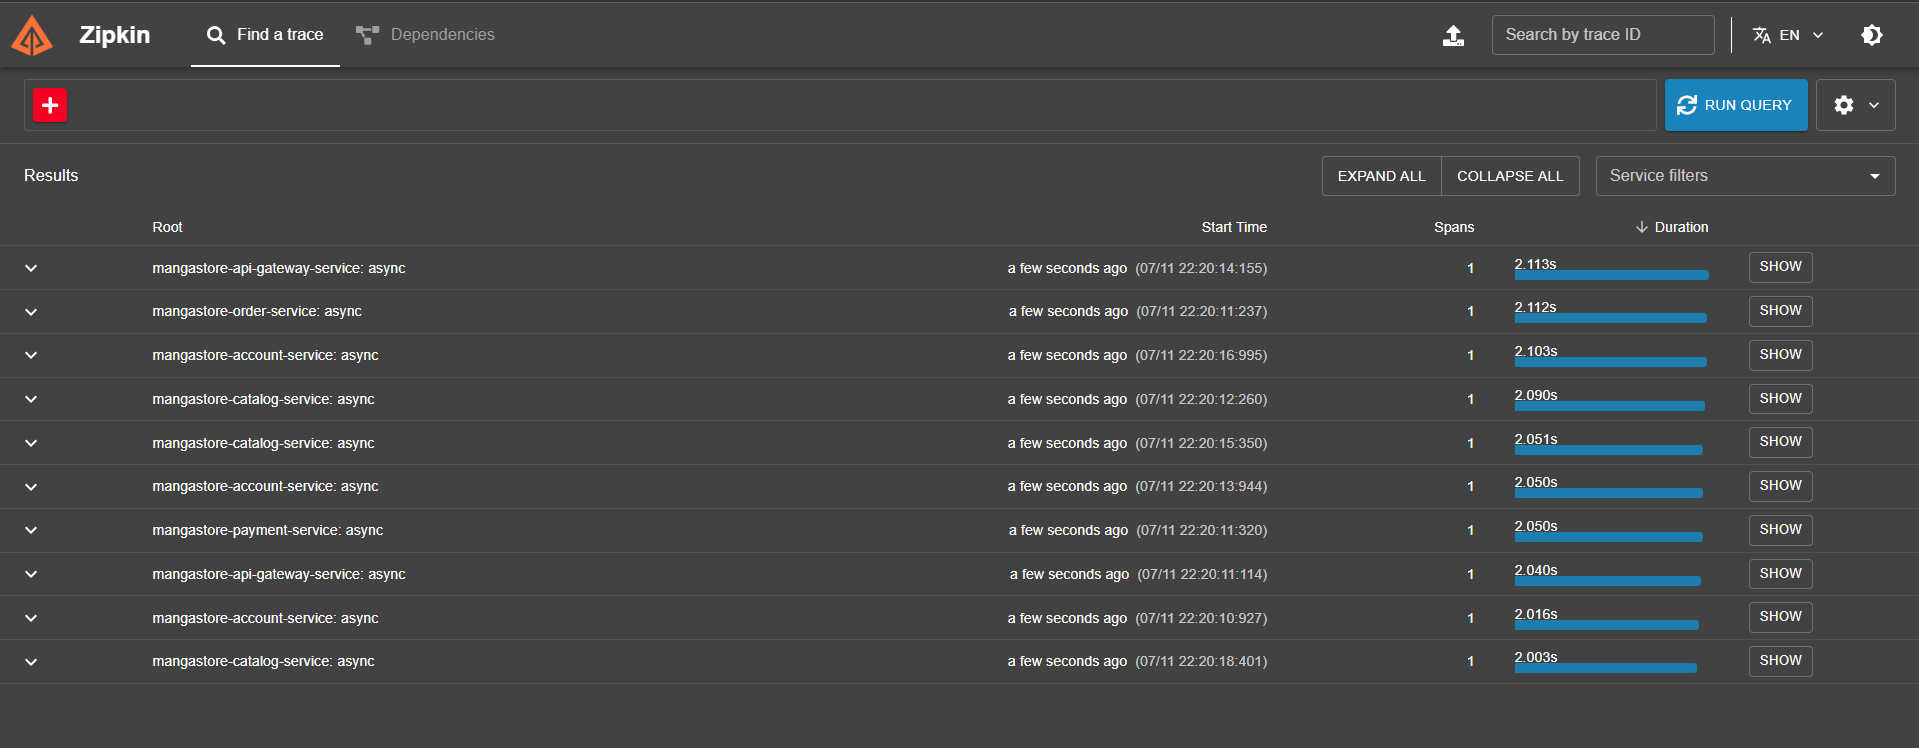 Zipkin Find a trace Dependencies Search by trace ID EN
RUN QUERY
Results EXPAND ALL COLLAPSE ALL Service filters
Root Start Time Spans Duration
mangastore-api-gateway-service: async a few seconds ago (07/11 22:20:14:155) 1 2.113s SHOW
mangastore-order-service: async a few seconds ago (07/11 22:20:11:237) 1 2.112s SHOW
mangastore-account-service: async a few seconds ago (07/11 22:20:16:995) 1 2.103s SHOW
mangastore-catalog-service: async a few seconds ago (07/11 22:20:12:260) 1 2.090s SHOW
mangastore-catalog-service: async a few seconds ago (07/11 22:20:15:350) 1 2.051s SHOW
mangastore-account-service: async a few seconds ago (07/11 22:20:13:944) 1 2.050s SHOW
mangastore-payment-service: async a few seconds ago (07/11 22:20:11:320) 1 2.050s SHOW
mangastore-api-gateway-service: async a few seconds ago (07/11 22:20:11:114) 1 2.040s SHOW
mangastore-account-service: async a few seconds ago (07/11 22:20:10:927) 1 2.016s SHOW
mangastore-catalog-service: async a few seconds ago (07/11 22:20:18:401) 1 2.003s SHOW